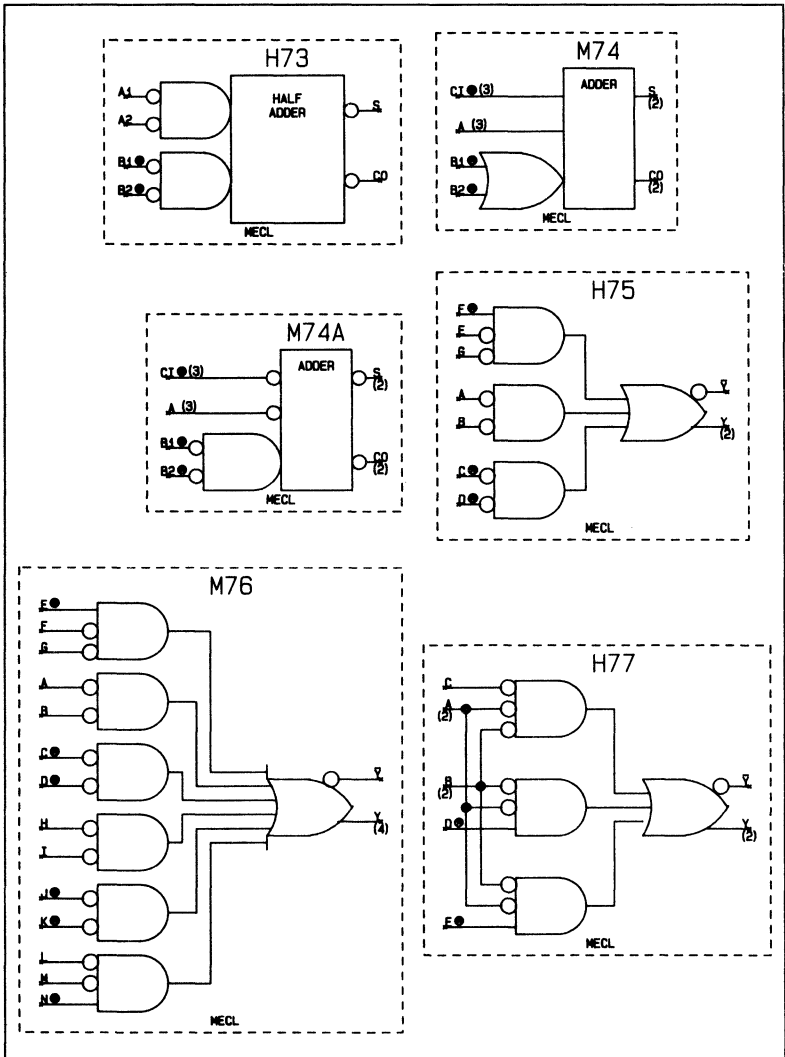 H73
A1
A2
B1
B2
HALF
ADDER
S
CO
MECL
M74
CI (3)
A (3)
B1
B2
ADDER
S
(2)
CO
(2)
MECL
M74A
CI (3)
A (3)
B1
B2
ADDER
S
(2)
CO
(2)
MECL
H75
F
E
G
A
B
C
D
Y
Y
(2)
MECL
M76
E
F
G
A
B
C
D
H
I
J
K
L
M
N
Y
Y
(4)
MECL
H77
C
A
(2)
B
(2)
D
E
Y
Y
(2)
MECL